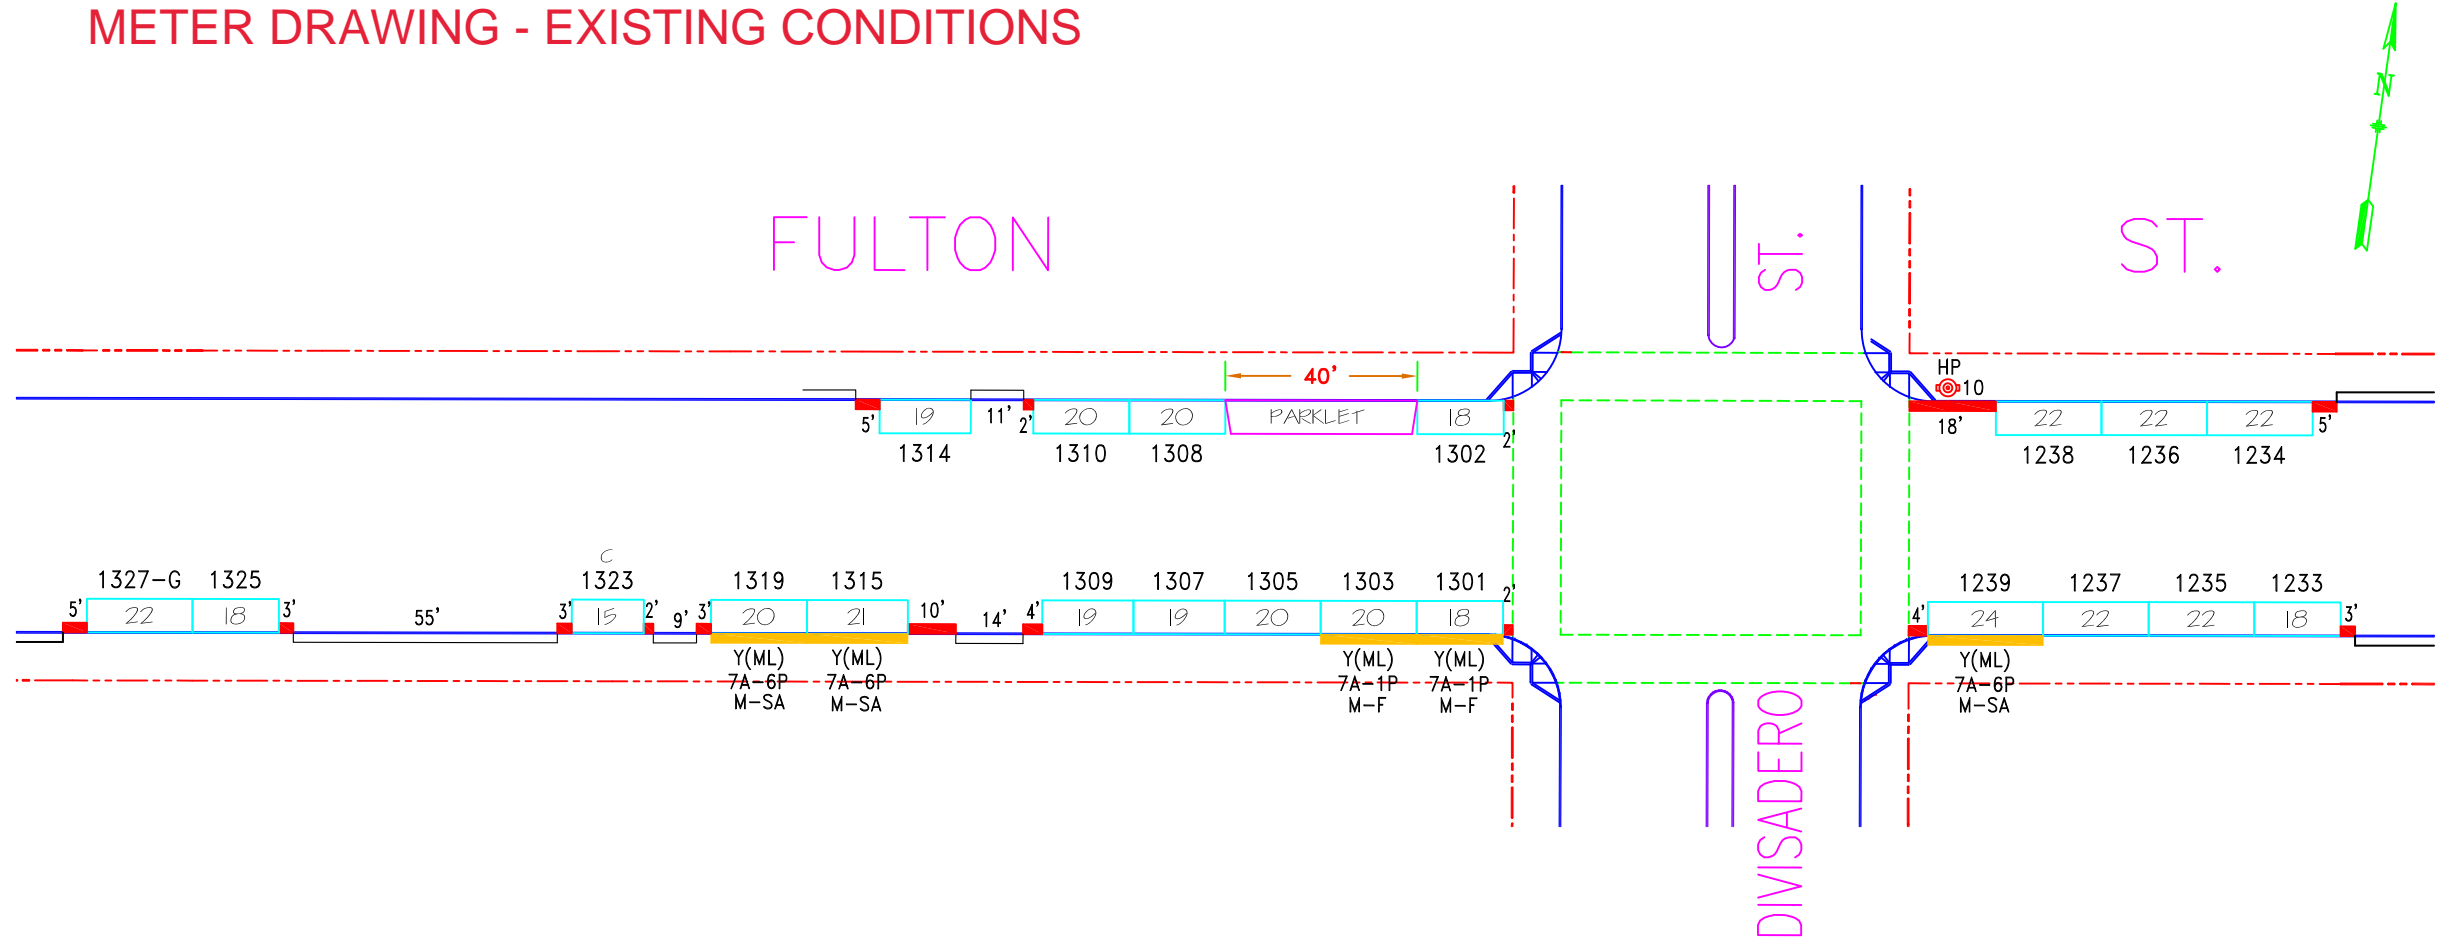 METER DRAWING - EXISTING CONDITIONS
N
FULTON
ST.
ST.
HP
10
40'
5'
19
11'
2'
20
20
PARKLET
18
2'
18'
22
22
22
5'
1314
1310
1308
1302
1238
1236
1234
C
1327-G
1325
1323
1319
1315
1309
1307
1305
1303
1301
1239
1237
1235
1233
5'
22
18
3'
55'
3'
15
2'
9'
3'
20
21
10'
14'
4'
19
19
20
20
18
2'
4'
24
22
22
18
3'
Y(ML)
7A-6P
M-SA
Y(ML)
7A-6P
M-SA
Y(ML)
7A-1P
M-F
Y(ML)
7A-1P
M-F
Y(ML)
7A-6P
M-SA
DIVISADERO